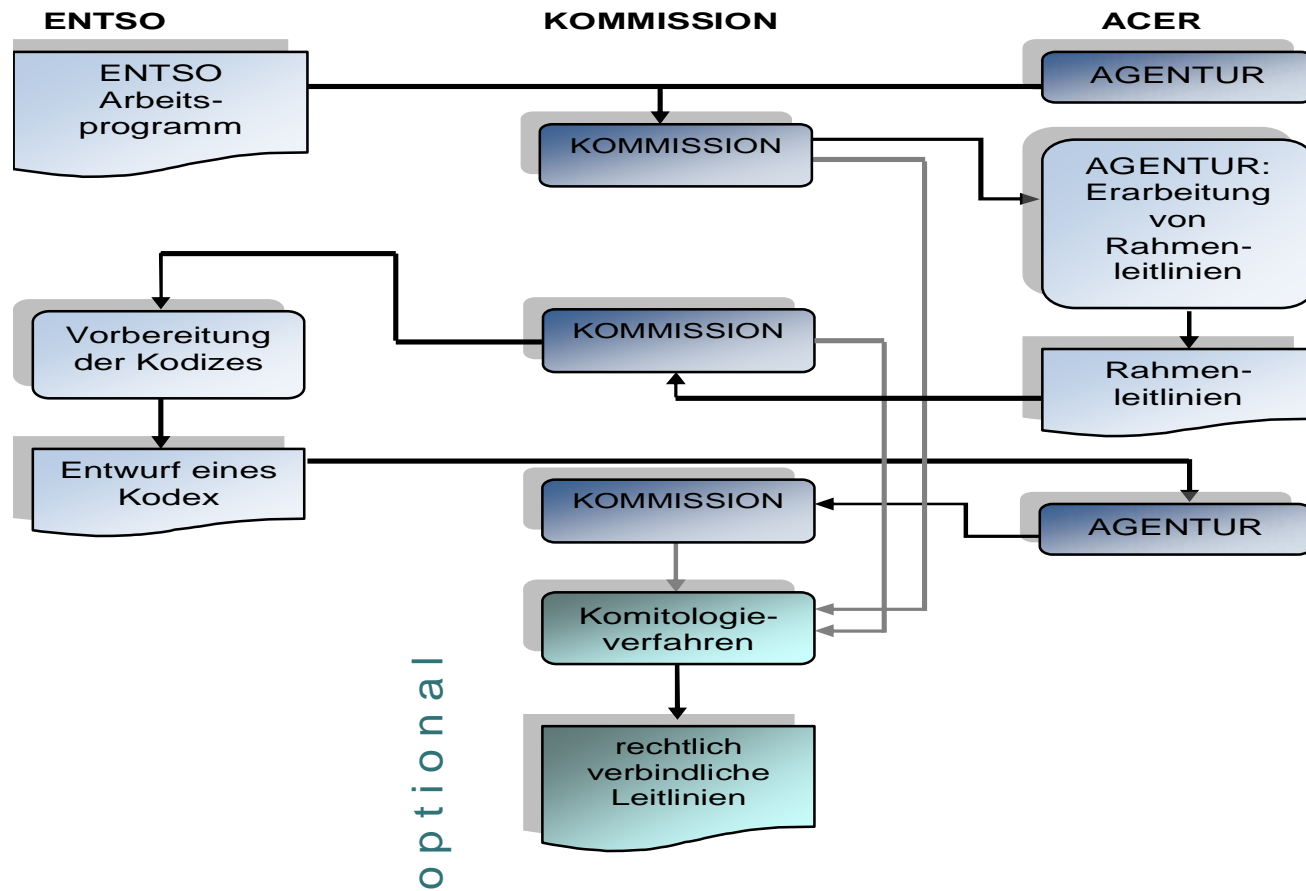 ENTSO
KOMMISSION
ACER
ENTSO
Arbeits-
programm
AGENTUR
KOMMISSION
AGENTUR:
Erarbeitung
von
Rahmen-
leitlinien
Vorbereitung
der Kodizes
KOMMISSION
Rahmen-
leitlinien
Entwurf eines
Kodex
KOMMISSION
AGENTUR
Komitologie-
verfahren
optional
rechtlich
verbindliche
Leitlinien